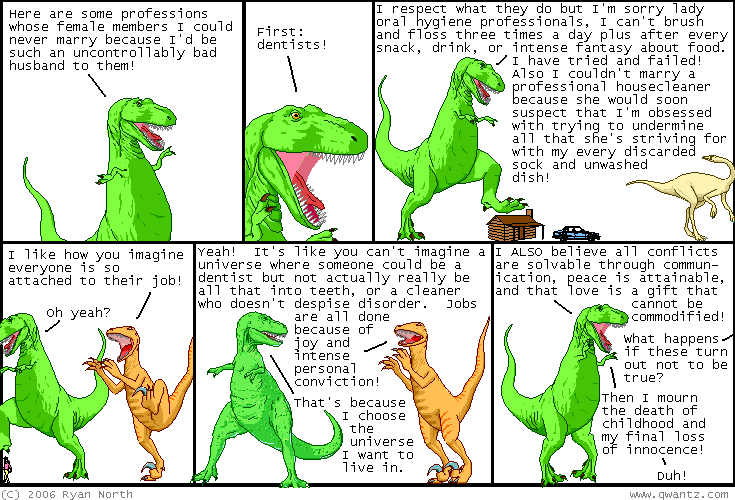 Here are some professions
whose female members I could
never marry because I'd be
such an uncontrollably bad
husband to them!
First:
dentists!
I respect what they do but I'm sorry lady
oral hygiene professionals, I can't brush
and floss three times a day plus after every
snack, drink, or intense fantasy about food.
I have tried and failed!
Also I couldn't marry a
professional housecleaner
because she would soon
suspect that I'm obsessed
with trying to undermine
all that she's striving for
with my every discarded
sock and unwashed
dish!
I like how you imagine
everyone is so
attached to their job!
Oh yeah?
Yeah! It's like you can't imagine a
universe where someone could be a
dentist but not actually really be
all that into teeth, or a cleaner
who doesn't despise disorder. Jobs
are all done
because of
joy and
intense
personal
conviction!
That's because
I choose
the
universe
I want to
live in.
I ALSO believe all conflicts
are solvable through commun-
ication, peace is attainable,
and that love is a gift that
cannot be
commodified!
What happens
if these turn
out not to be
true?
Then I mourn
the death of
childhood and
my final loss
of innocence!
Duh!
(C) 2006 Ryan North
www.qwantz.com